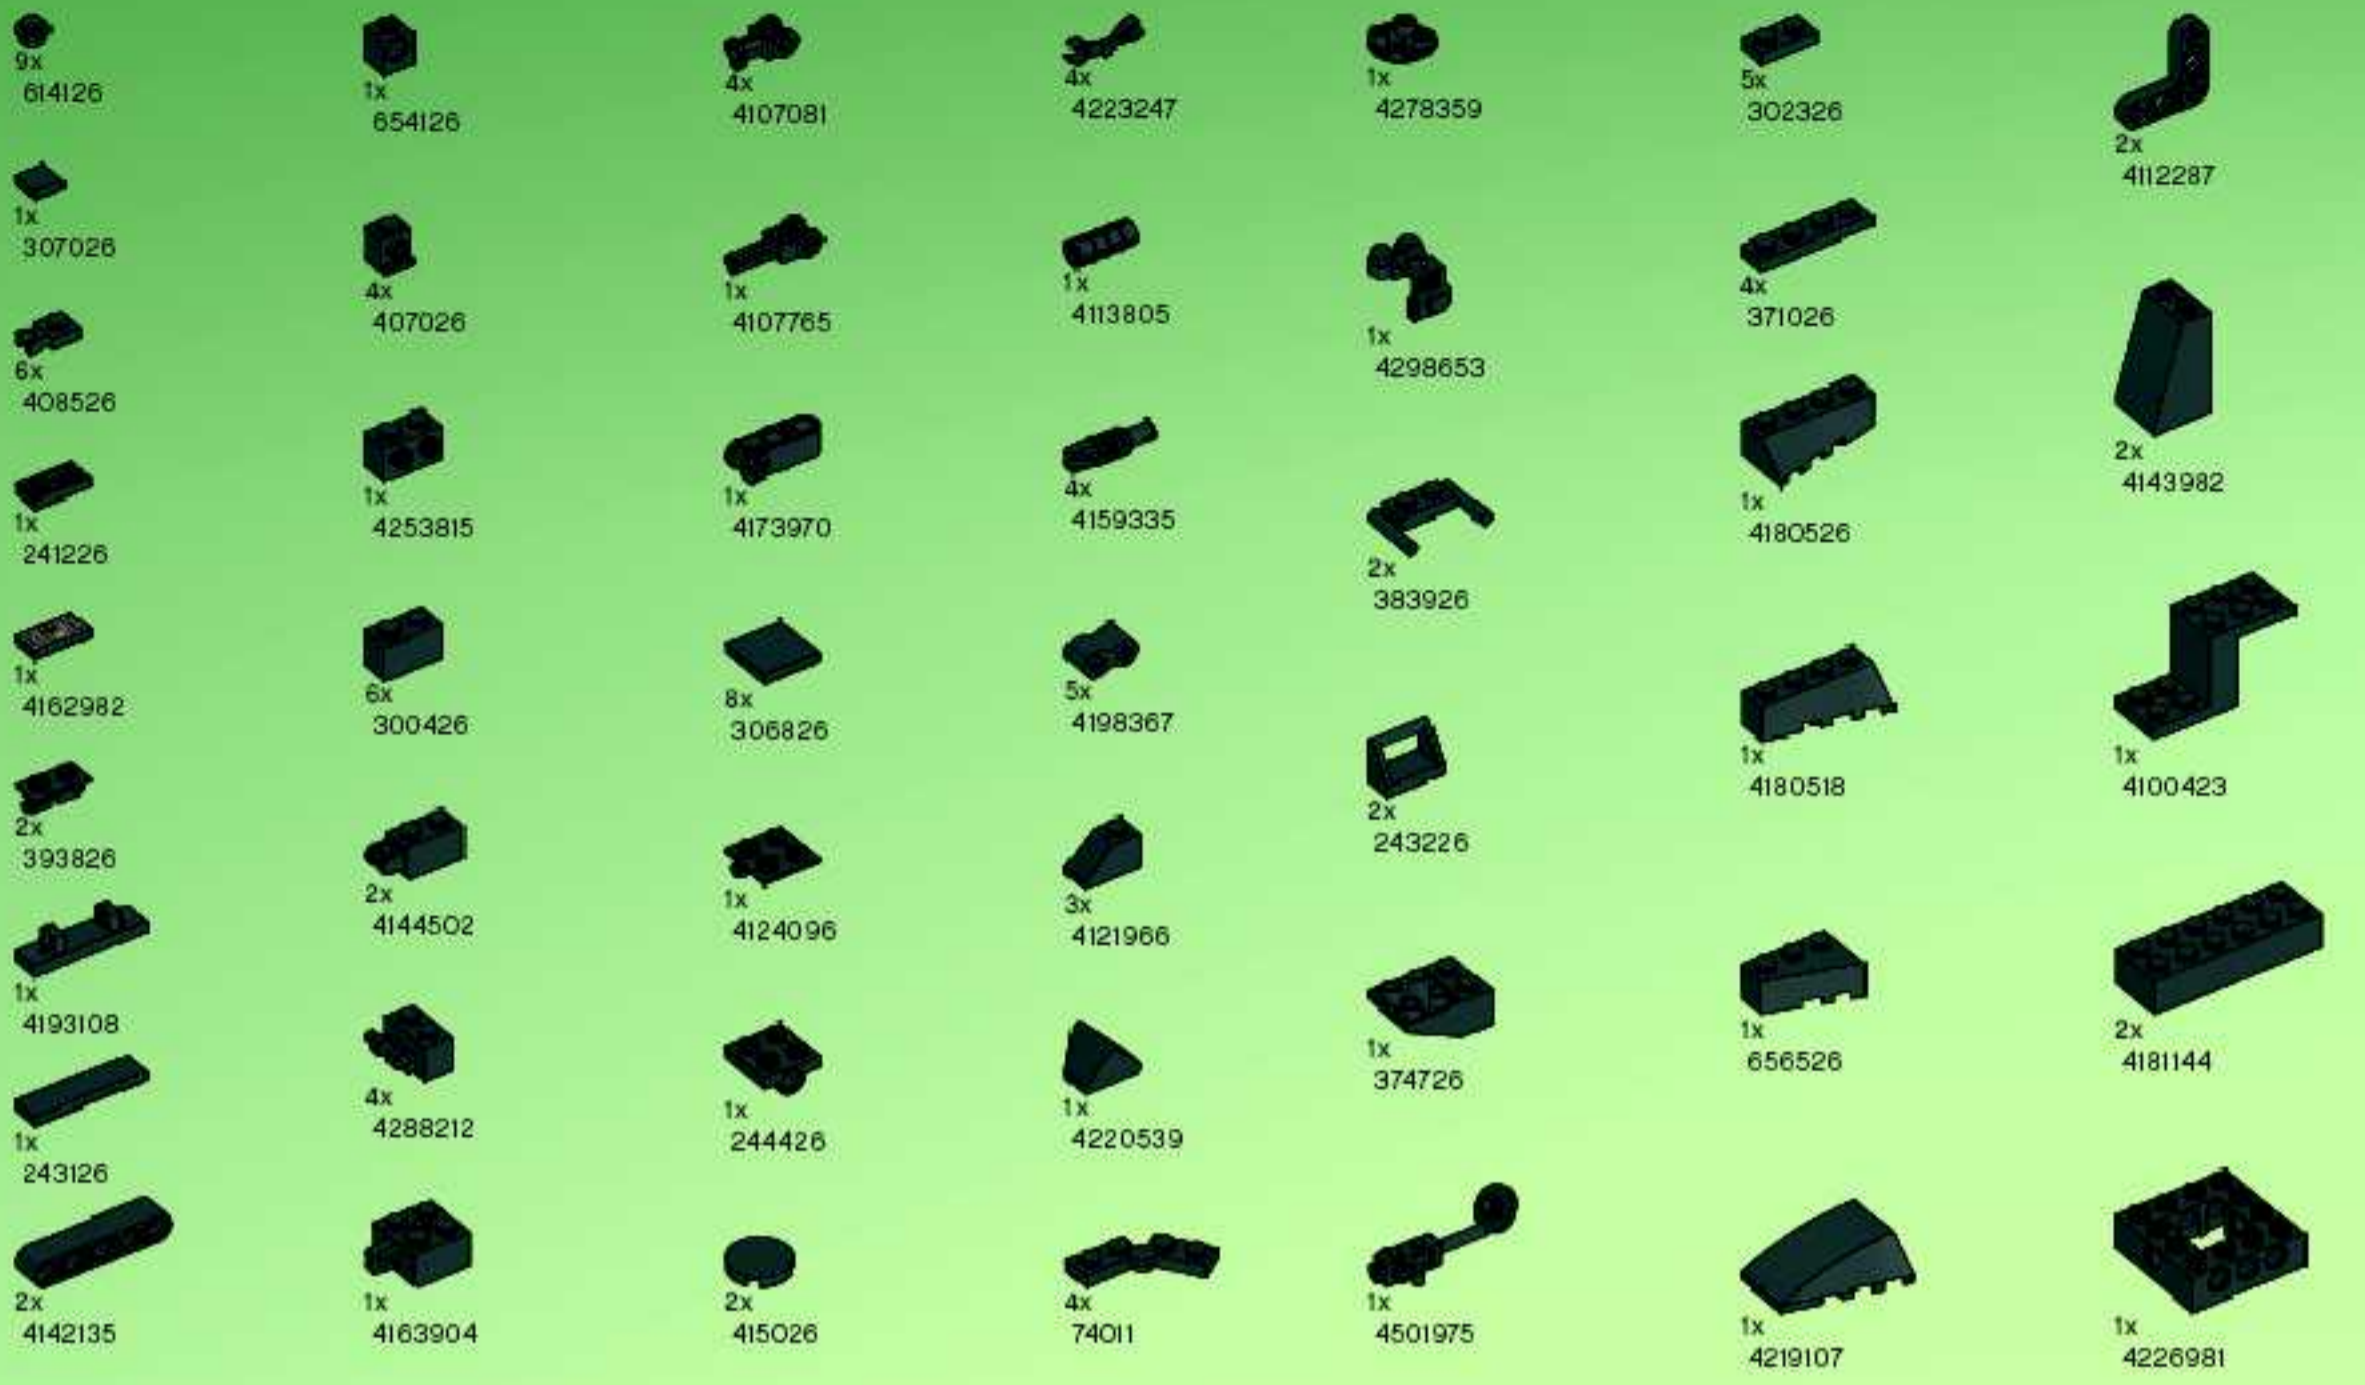 9x
614126
1x
307026
6x
408526
1x
241226
1x
4162982
2x
393826
1x
4193108
1x
243126
2x
4142135
1x
654126
4x
407026
1x
4253815
6x
300426
2x
4144502
4x
4288212
1x
4163904
4x
4107081
1x
4107765
1x
4173970
8x
306826
1x
4124096
1x
244426
2x
415026
4x
4223247
1x
4113805
4x
4159335
5x
4198367
3x
4121966
1x
4220539
4x
74011
1x
4278359
1x
4298653
2x
383926
2x
243226
1x
374726
1x
4501975
5x
302326
4x
371026
1x
4180526
1x
4180518
1x
656526
1x
4219107
2x
4112287
2x
4143982
1x
4100423
2x
4181144
1x
4226981